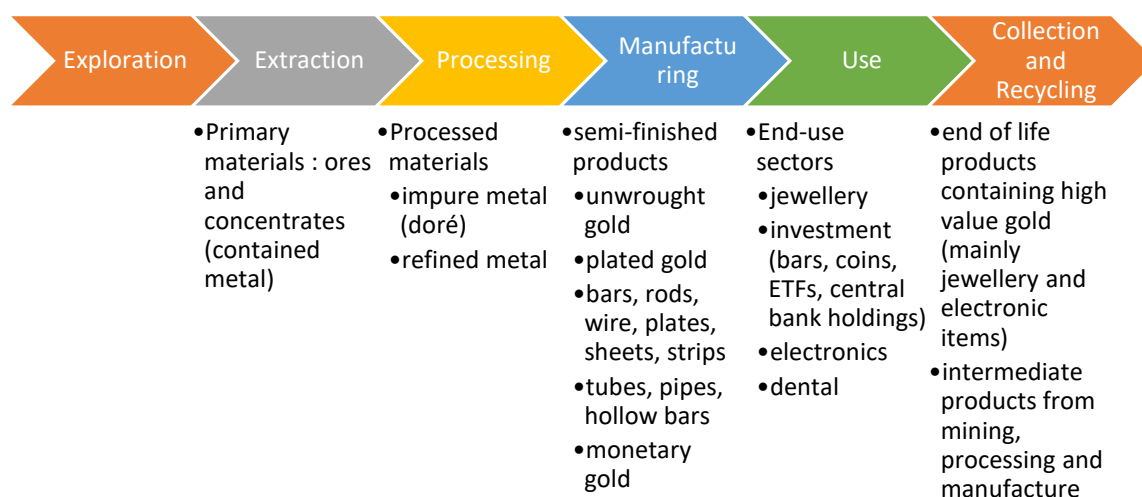 Exploration
Extraction
Processing
Manufactu
ring
Use
Collection
and
Recycling
•Primary
materials : ores
and
concentrates
(contained
metal)
•Processed
materials
•impure metal
(doré)
•refined metal
•semi-finished
products
•unwrought
gold
•plated gold
•bars, rods,
wire, plates,
sheets, strips
•tubes, pipes,
hollow bars
•monetary
gold
•End-use
sectors
•jewellery
•investment
(bars, coins,
ETFs, central
bank holdings)
•electronics
•dental
•end of life
products
containing high
value gold
(mainly
jewellery and
electronic
items)
•intermediate
products from
mining,
processing and
manufacture